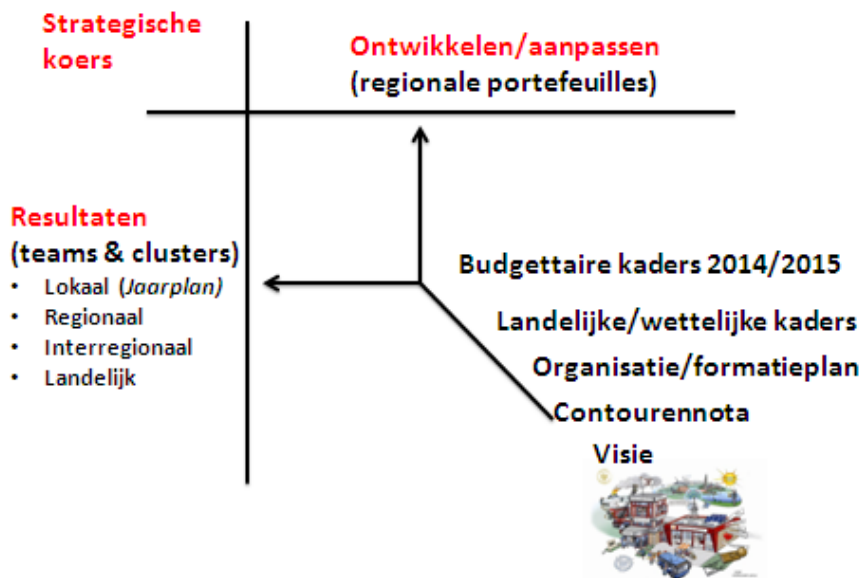 Strategische
koers
Ontwikkelen/aanpassen
(regionale portefeuilles)
Resultaten
(teams & clusters)
• Lokaal (Jaarplan)
• Regionaal
• Interregionaal
• Landelijk
Budgettaire kaders 2014/2015
Landelijke/wettelijke kaders
Organisatie/formatieplan
Contourennota
Visie